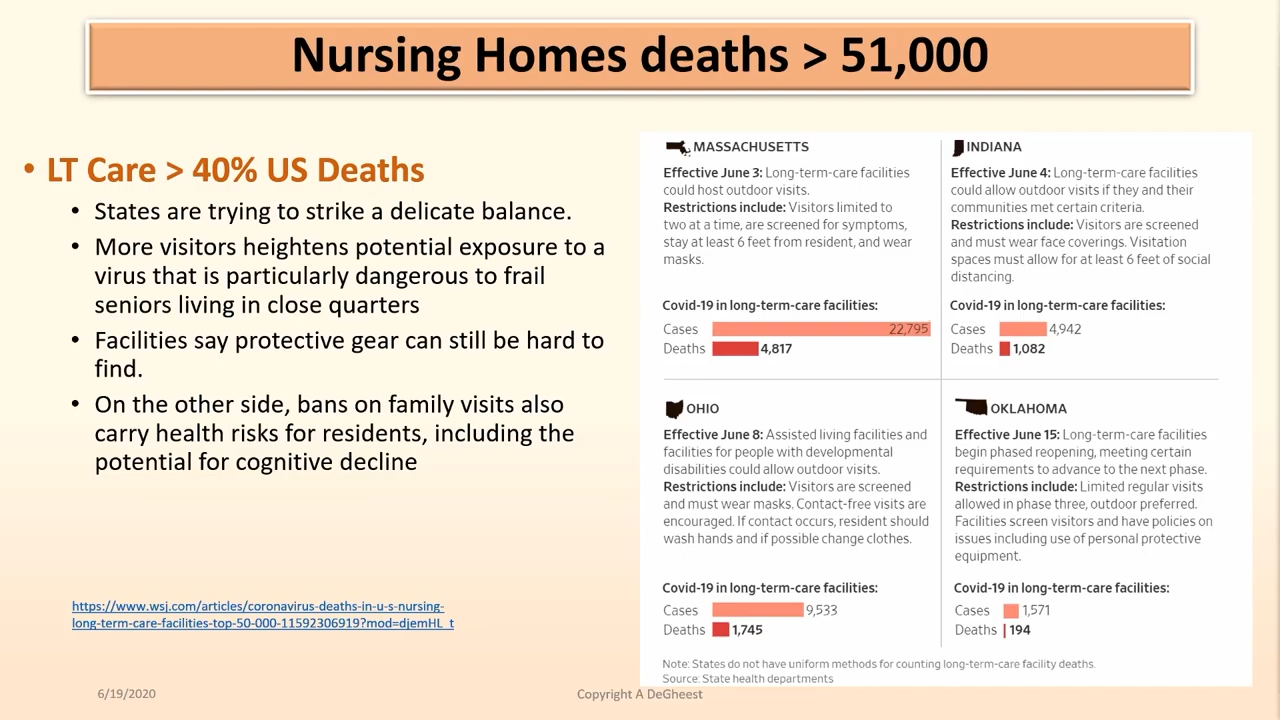 Nursing Homes deaths > 51,000
• LT Care > 40% US Deaths
• States are trying to strike a delicate balance.
• More visitors heightens potential exposure to a
virus that is particularly dangerous to frail
seniors living in close quarters
• Facilities say protective gear can still be hard to
find.
• On the other side, bans on family visits also
carry health risks for residents, including the
potential for cognitive decline
https://www.wsj.com/articles/coronavirus-deaths-in-u-s-nursing-
long-term-care-facilities-top-50-000-11592306919?mod=djemHL_t
MASSACHUSETTS
Effective June 3: Long-term-care facilities
could host outdoor visits.
Restrictions include: Visitors limited to
two at a time, are screened for symptoms,
stay at least 6 feet from resident, and wear
masks.
Covid-19 in long-term-care facilities:
Cases 22,795
Deaths 4,817
INDIANA
Effective June 4: Long-term-care facilities
could allow outdoor visits if they and their
communities met certain criteria.
Restrictions include: Visitors are screened
and must wear face coverings. Visitation
spaces must allow for at least 6 feet of social
distancing.
Covid-19 in long-term-care facilities:
Cases 4,942
Deaths 1,082
OHIO
Effective June 8: Assisted living facilities and
facilities for people with developmental
disabilities could allow outdoor visits.
Restrictions include: Visitors are screened
and must wear masks. Contact-free visits are
encouraged. If contact occurs, resident should
wash hands and if possible change clothes.
Covid-19 in long-term-care facilities:
Cases 9,533
Deaths 1,745
OKLAHOMA
Effective June 15: Long-term-care facilities
begin phased reopening, meeting certain
requirements to advance to the next phase.
Restrictions include: Limited regular visits
allowed in phase three, outdoor preferred.
Facilities screen visitors and have policies on
issues including use of personal protective
equipment.
Covid-19 in long-term-care facilities:
Cases 1,571
Deaths 194
Note: States do not have uniform methods for counting long-term-care facility deaths.
Source: State health departments
6/19/2020
Copyright A DeGheest